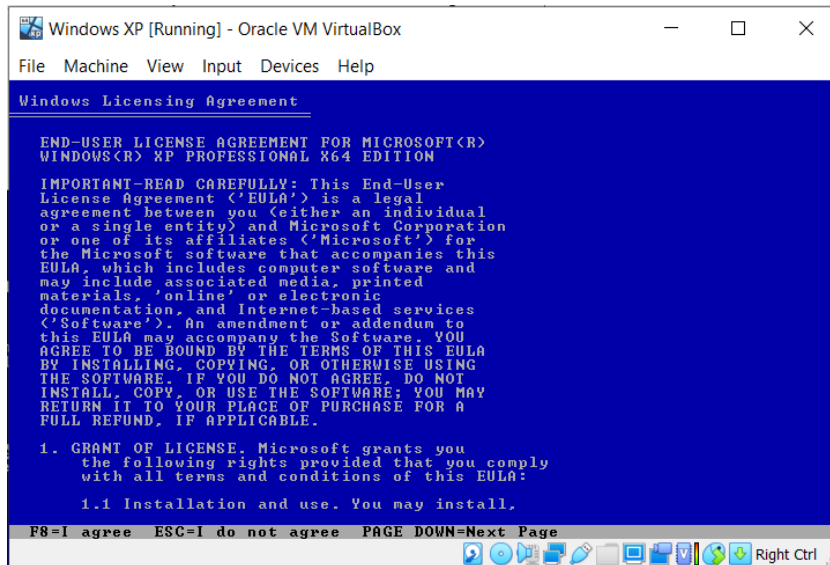 Windows XP [Running] - Oracle VM VirtualBox
File Machine View Input Devices Help
Windows Licensing Agreement
END-USER LICENSE AGREEMENT FOR MICROSOFT(R)
WINDOWS(R) XP PROFESSIONAL X64 EDITION
IMPORTANT-READ CAREFULLY: This End-User
License Agreement ('EULA') is a legal
agreement between you (either an individual
or a single entity) and Microsoft Corporation
or one of its affiliates ('Microsoft') for
the Microsoft software that accompanies this
EULA, which includes computer software and
may include associated media, printed
materials, 'online' or electronic
documentation, and Internet-based services
('Software'). An amendment or addendum to
this EULA may accompany the Software. YOU
AGREE TO BE BOUND BY THE TERMS OF THIS EULA
BY INSTALLING, COPYING, OR OTHERWISE USING
THE SOFTWARE. IF YOU DO NOT AGREE, DO NOT
INSTALL, COPY, OR USE THE SOFTWARE; YOU MAY
RETURN IT TO YOUR PLACE OF PURCHASE FOR A
FULL REFUND, IF APPLICABLE.
1. GRANT OF LICENSE. Microsoft grants you
the following rights provided that you comply
with all terms and conditions of this EULA:
1.1 Installation and use. You may install,
F8=I agree ESC=I do not agree PAGE DOWN=Next Page
Right Ctrl